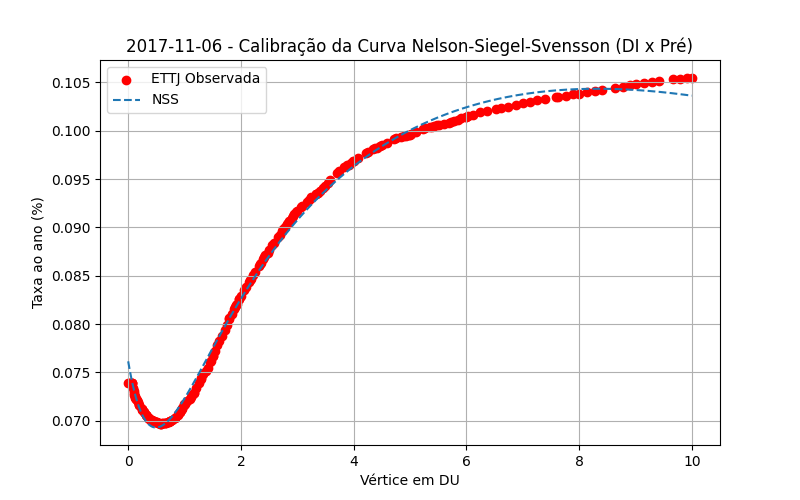 2017-11-06 - Calibração da Curva Nelson-Siegel-Svensson (DI x Pré)
ETTJ Observada
NSS
Taxa ao ano (%)
0.105
0.100
0.095
0.090
0.085
0.080
0.075
0.070
0 2 4 6 8 10
Vértice em DU